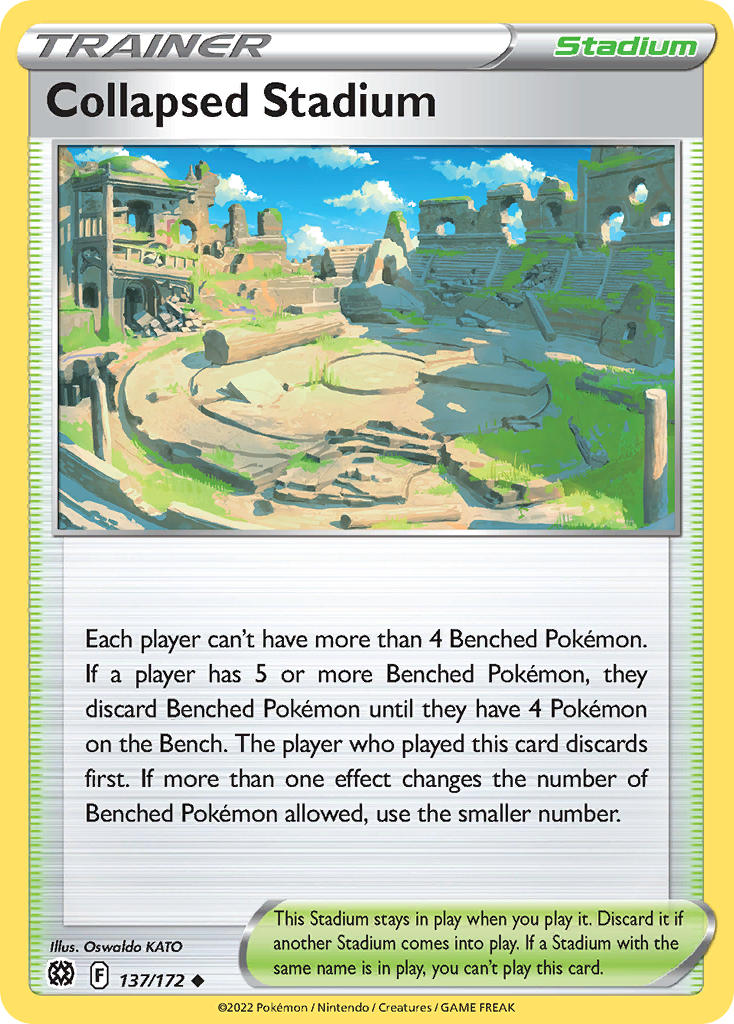 TRAINER
Stadium
Collapsed Stadium
Each player can't have more than 4 Benched Pokémon.
If a player has 5 or more Benched Pokémon, they
discard Benched Pokémon until they have 4 Pokémon
on the Bench. The player who played this card discards
first. If more than one effect changes the number of
Benched Pokémon allowed, use the smaller number.
Illus. Oswaldo KATO
F
137/172
This Stadium stays in play when you play it. Discard it if
another Stadium comes into play. If a Stadium with the
same name is in play, you can't play this card.
©2022 Pokémon / Nintendo / Creatures / GAME FREAK